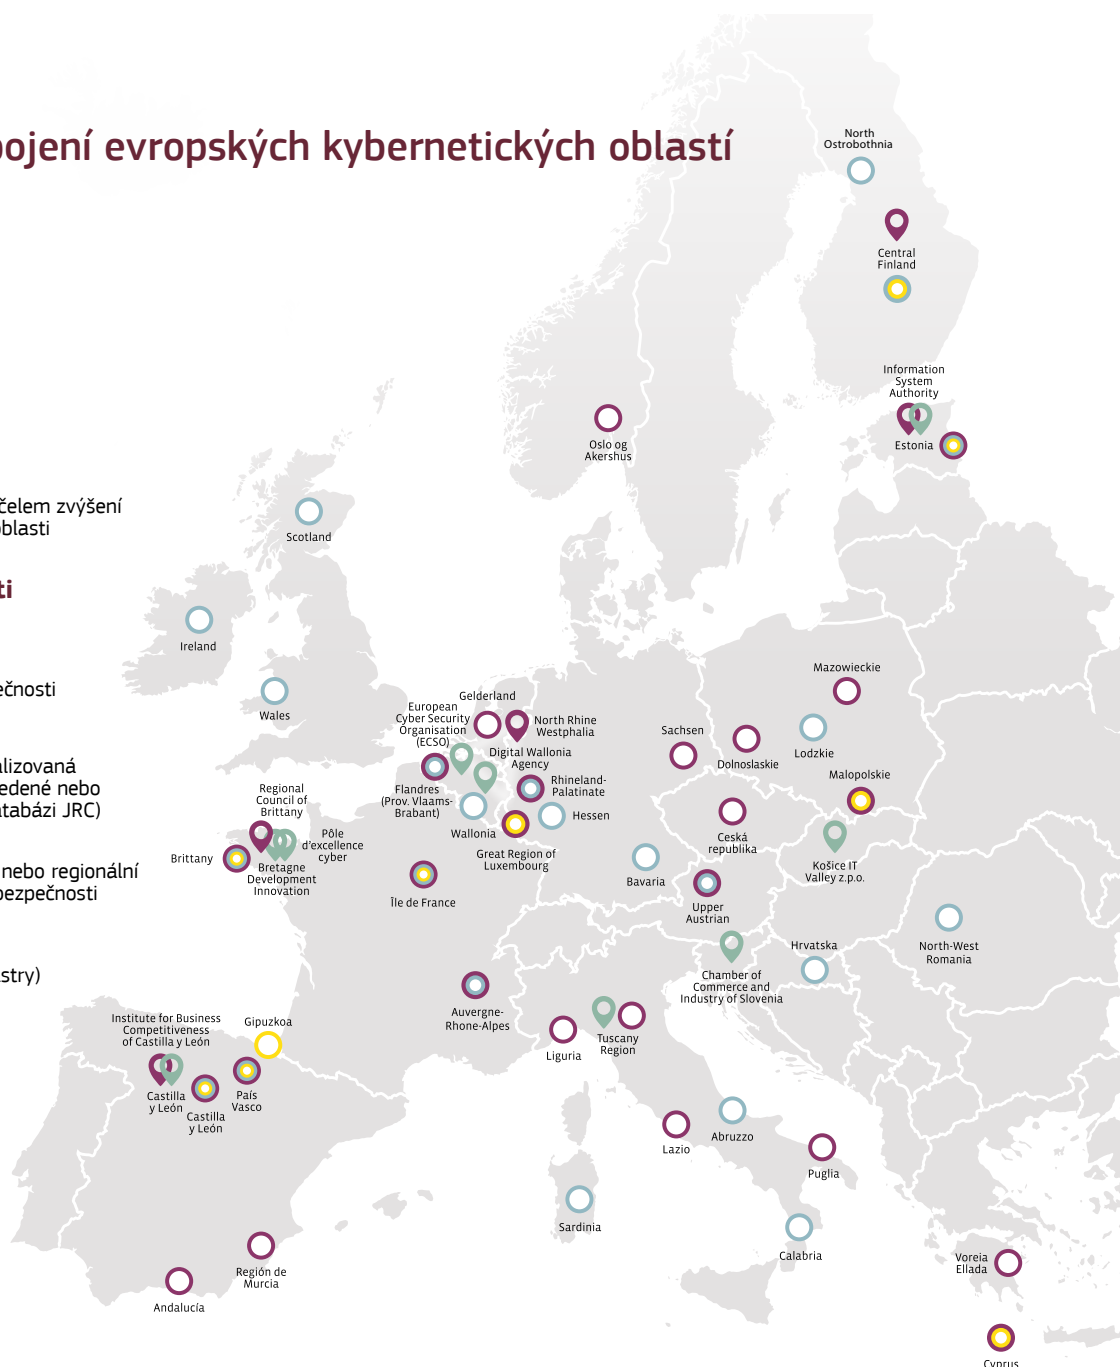 pojení evropských kybernetických oblastí
North
Ostrobothnia
Central
Finland
Information
System
Authority
Estonia
Oslo og
Akershus
čelem zvýšení
oblasti
Scotland
ti
Ireland
ečnosti
Wales
Mazowieckie
Gelderland
European
Cyber Security
Organisation
(ECSO)
North Rhine
Westphalia
Digital Wallonia
Agency
Sachsen
Dolnoslaskie
Lodzkie
Malopolskie
alizovaná
edené nebo
atabázi JRC)
Flandres
(Prov. Vlaams-
Brabant)
Rhineland-
Palatinate
Hessen
Wallonia
Great Region of
Luxembourg
Regional
Council of
Brittany
Pôle
d’excellence
cyber
Brittany
Bretagne
Development
Innovation
Česká
republika
Košice IT
Valley z.p.o.
nebo regionální
bezpečnosti
Île de France
Bavaria
Upper
Austrian
stry)
Hrvatska
North-West
Romania
Chamber of
Commerce and
Industry of Slovenia
Auvergne-
Rhone-Alpes
Institute for Business
Competitiveness
of Castilla y León
Gipuzkoa
Liguria
Tuscany
Region
Castilla
y León
Castilla
y León
País
Vasco
Lazio
Abruzzo
Puglia
Sardinia
Calabria
Región de
Murcia
Andalucía
Voreia
Ellada
Cyprus